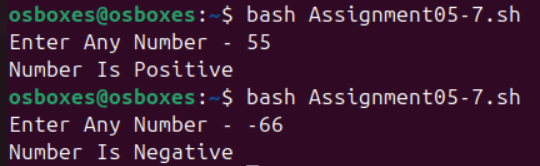 osboxes@osboxes:~$ bash Assignment05-7.sh
Enter Any Number - 55
Number Is Positive
osboxes@osboxes:~$ bash Assignment05-7.sh
Enter Any Number - -66
Number Is Negative